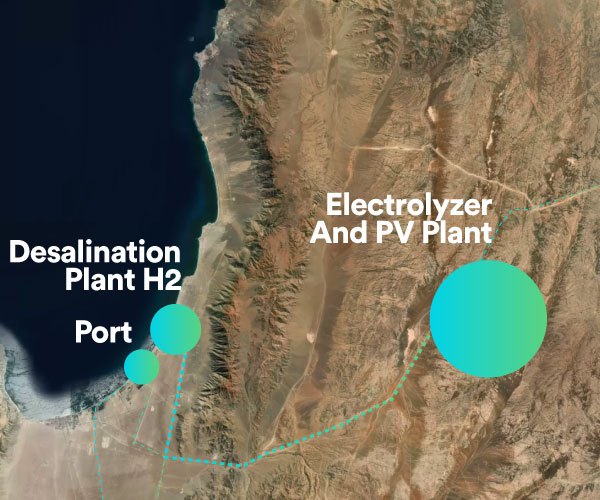 Electrolyzer
And PV Plant
Desalination
Plant H2
Port